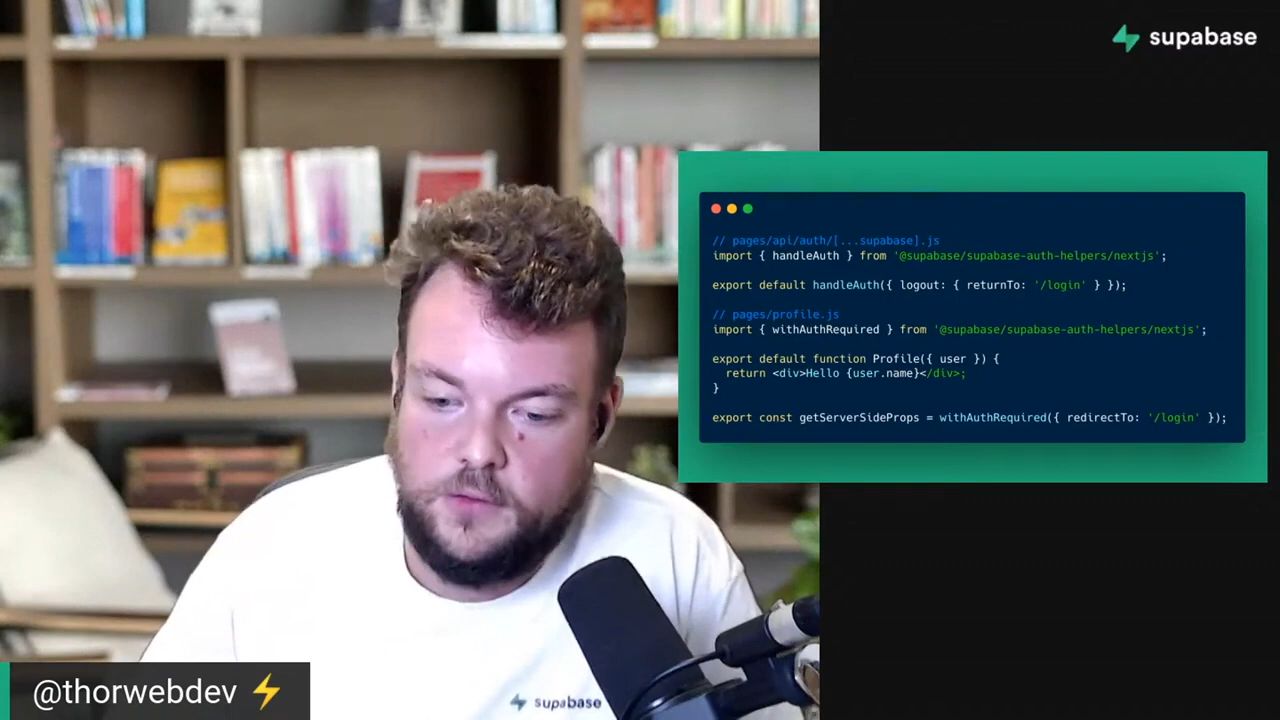 supabase
// pages/api/auth/[...supabase].js
import { handleAuth } from '@supabase/supabase-auth-helpers/nextjs';
export default handleAuth({ logout: { returnTo: '/login' } });
// pages/profile.js
import { withAuthRequired } from '@supabase/supabase-auth-helpers/nextjs';
export default function Profile({ user }) {
  return <div>Hello {user.name}</div>;
}
export const getServerSideProps = withAuthRequired({ redirectTo: '/login' });
@thorwebdev ⚡
supabase